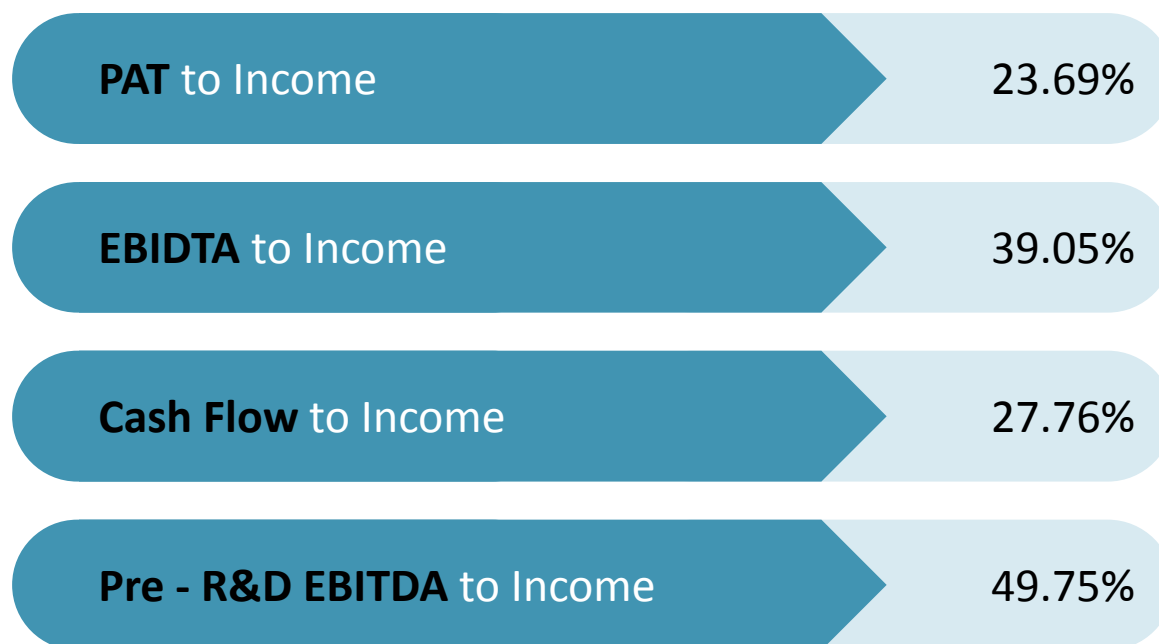 PAT to Income 23.69%
EBIDTA to Income 39.05%
Cash Flow to Income 27.76%
Pre - R&D EBITDA to Income 49.75%